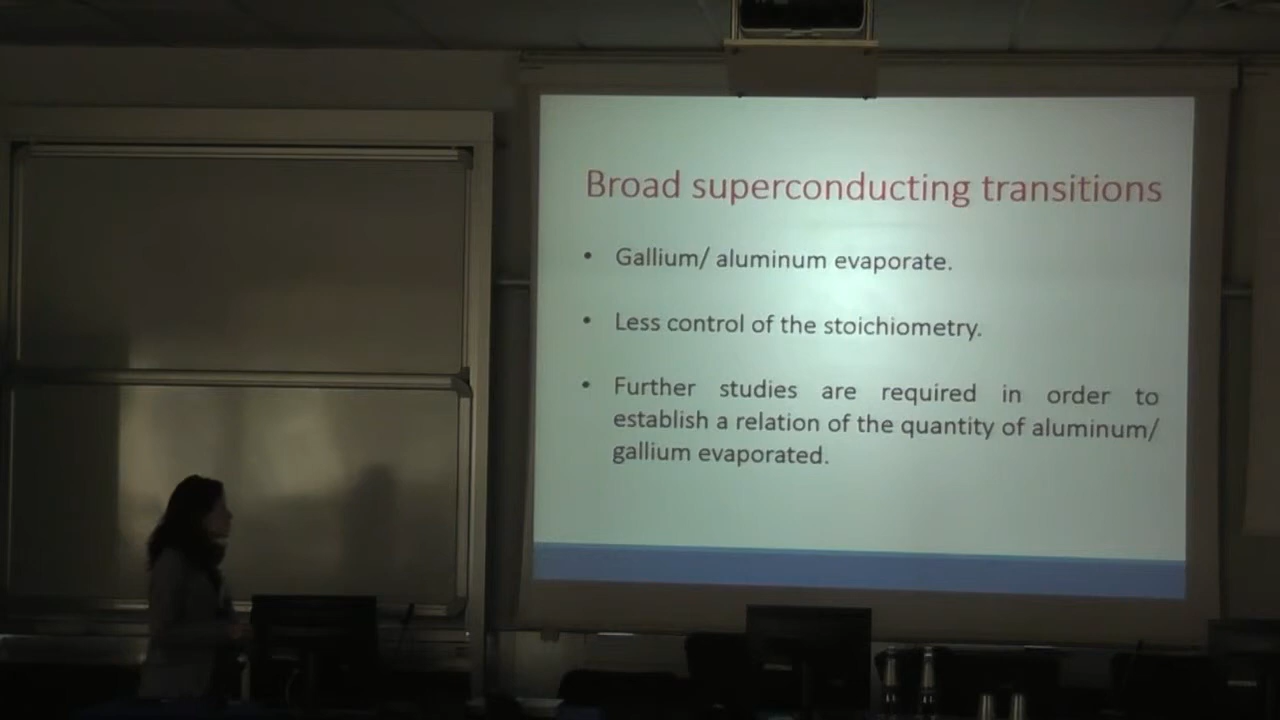 Broad superconducting transitions
• Gallium/ aluminum evaporate.
• Less control of the stoichiometry.
• Further studies are required in order to
establish a relation of the quantity of aluminum/
gallium evaporated.